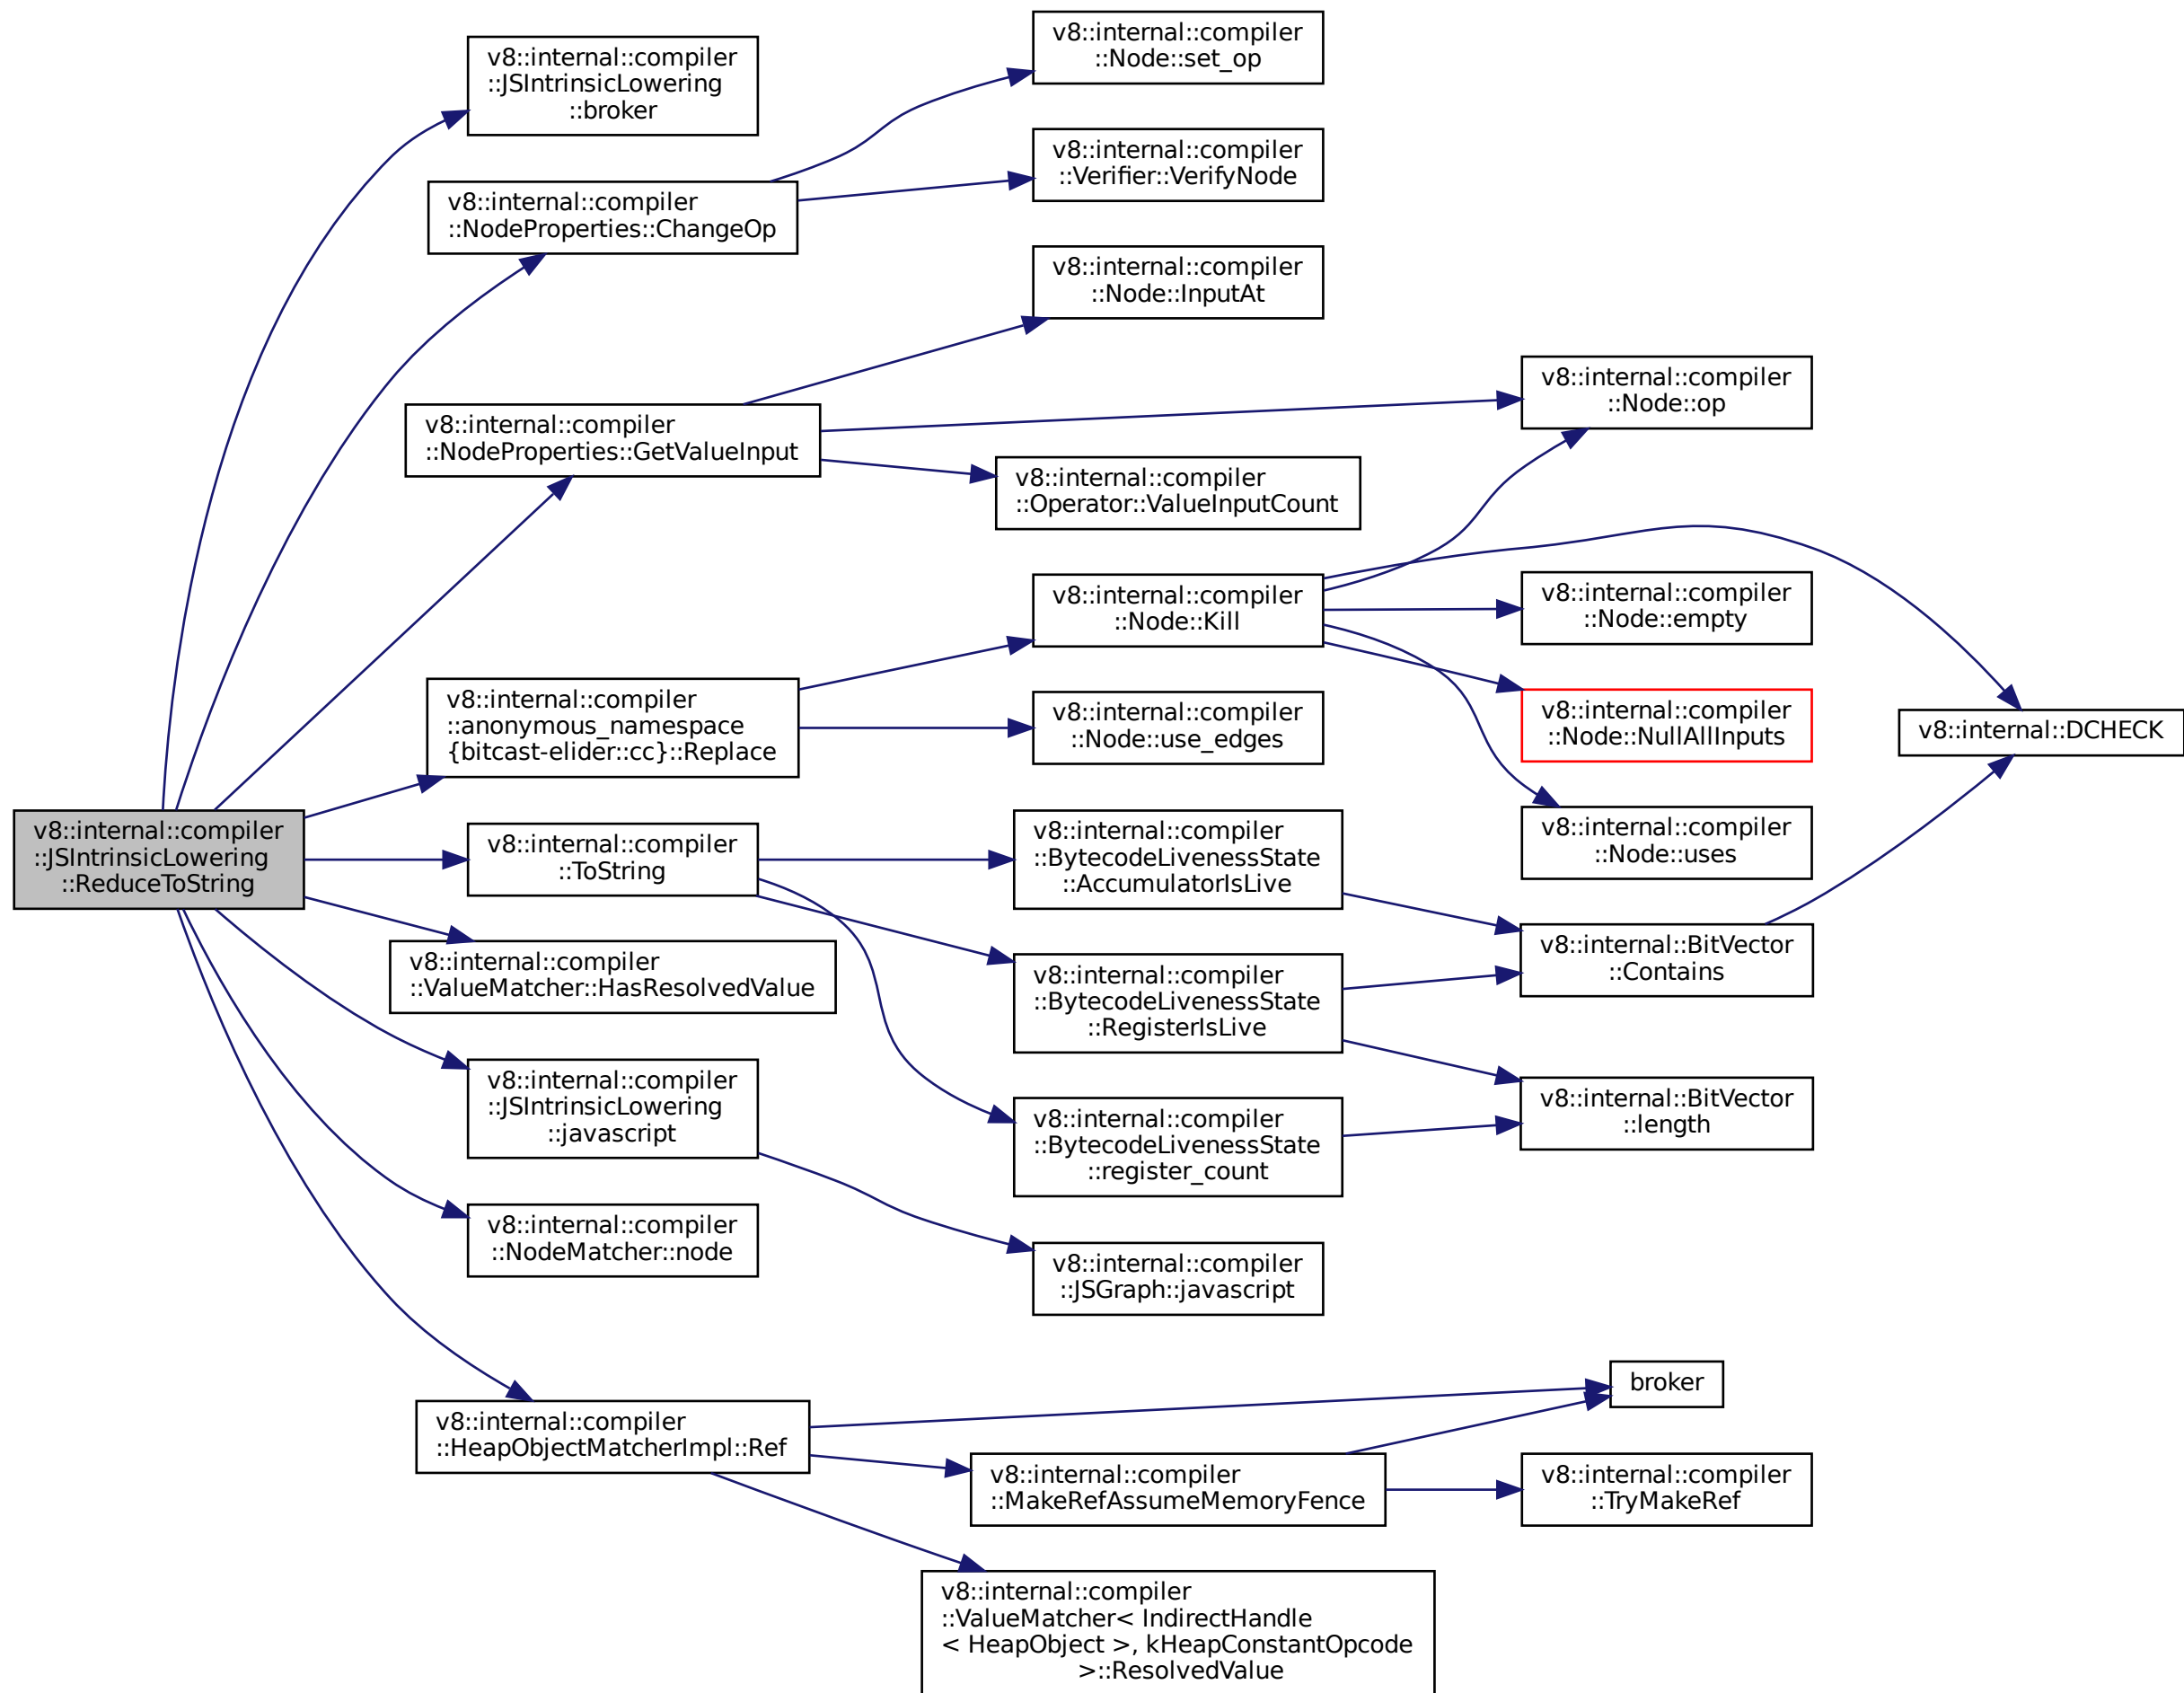 v8::internal::compiler
::JSIntrinsicLowering
::ReduceToString
v8::internal::compiler
::JSIntrinsicLowering
::broker
v8::internal::compiler
::NodeProperties::ChangeOp
v8::internal::compiler
::NodeProperties::GetValueInput
v8::internal::compiler
::anonymous_namespace
{bitcast-elider::cc}::Replace
v8::internal::compiler
::ToString
v8::internal::compiler
::ValueMatcher::HasResolvedValue
v8::internal::compiler
::JSIntrinsicLowering
::javascript
v8::internal::compiler
::NodeMatcher::node
v8::internal::compiler
::HeapObjectMatcherImpl::Ref
v8::internal::compiler
::Node::set_op
v8::internal::compiler
::Verifier::VerifyNode
v8::internal::compiler
::Node::InputAt
v8::internal::compiler
::Operator::ValueInputCount
v8::internal::compiler
::Node::Kill
v8::internal::compiler
::Node::use_edges
v8::internal::compiler
::BytecodeLivenessState
::AccumulatorIsLive
v8::internal::compiler
::BytecodeLivenessState
::RegisterIsLive
v8::internal::compiler
::BytecodeLivenessState
::register_count
v8::internal::compiler
::JSGraph::javascript
v8::internal::compiler
::MakeRefAssumeMemoryFence
v8::internal::compiler
::ValueMatcher< IndirectHandle
< HeapObject >, kHeapConstantOpcode
>::ResolvedValue
v8::internal::compiler
::Node::op
v8::internal::compiler
::Node::empty
v8::internal::compiler
::Node::NullAllInputs
v8::internal::compiler
::Node::uses
v8::internal::BitVector
::Contains
v8::internal::BitVector
::length
broker
v8::internal::compiler
::TryMakeRef
v8::internal::DCHECK